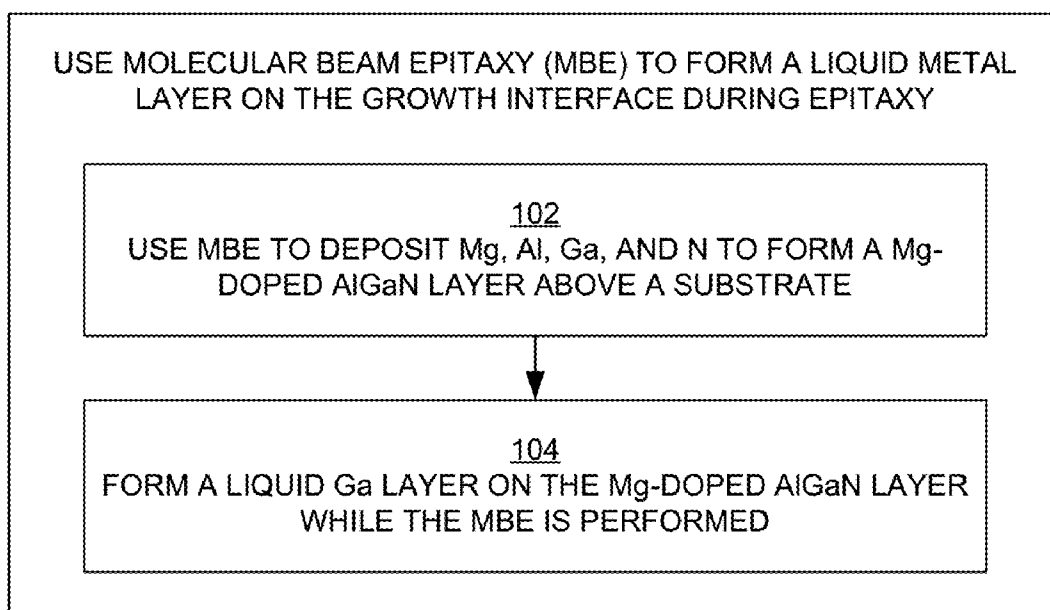 USE MOLECULAR BEAM EPITAXY (MBE) TO FORM A LIQUID METAL
LAYER ON THE GROWTH INTERFACE DURING EPITAXY
102
USE MBE TO DEPOSIT Mg, Al, Ga, AND N TO FORM A Mg-
DOPED AlGaN LAYER ABOVE A SUBSTRATE
104
FORM A LIQUID Ga LAYER ON THE Mg-DOPED AlGaN LAYER
WHILE THE MBE IS PERFORMED